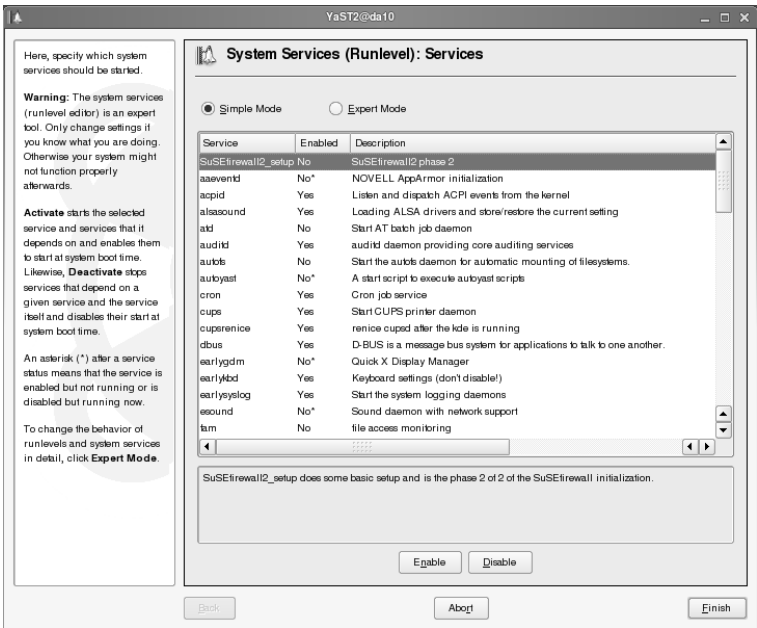 YaST2@da10
Here, specify which system
services should be started.
Warning: The system services
(runlevel editor) is an expert
tool. Only change settings if
you know what you are doing.
Otherwise your system might
not function properly
afterwards.
Activate starts the selected
service and services that it
depends on and enables them
to start at system boot time.
Likewise, Deactivate stops
services that depend on a
given service and the service
itself and disables their start at
system boot time.
An asterisk (*) after a service
status means that the service is
enabled but not running or is
disabled but running now.
To change the behavior of
runlevels and system services
in detail, click Expert Mode.
System Services (Runlevel): Services
Simple Mode Expert Mode
Service Enabled Description
SuSEfirewall2_setup No SuSEfirewall2 phase 2
aaeventd No* NOVELL AppArmor initialization
acpid Yes Listen and dispatch ACPI events from the kernel
alsasound Yes Loading ALSA drivers and store/restore the current setting
atd No Start AT batch job daemon
auditd Yes auditd daemon providing core auditing services
autofs No Start the autofs daemon for automatic mounting of filesystems.
autoyast No* A start script to execute autoyast scripts
cron Yes Cron job service
cups Yes Start CUPS printer daemon
cupsrenice Yes renice cupsd after the kde is running
dbus Yes D-BUS is a message bus system for applications to talk to one another.
earlygdm No* Quick X Display Manager
earlykbd Yes Keyboard settings (don't disable!)
earlysyslog Yes Start the system logging daemons
esound No* Sound daemon with network support
fam No file access monitoring
SuSEfirewall2_setup does some basic setup and is the phase 2 of 2 of the SuSEfirewall initialization.
Enable Disable
Back Abort Finish